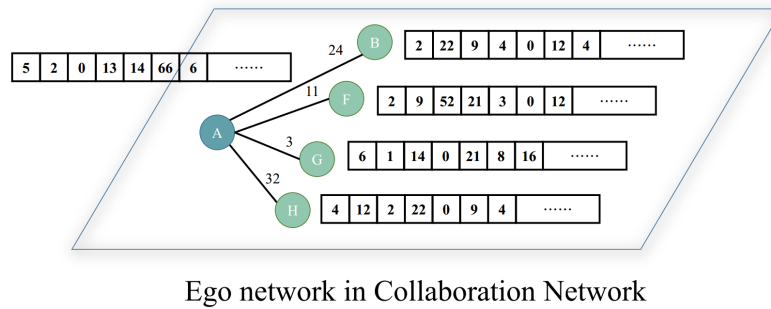 24 B 2 22 9 4 0 12 4 ……
5 2 0 13 14 66 6 ……
11 F 2 9 52 21 3 0 12 ……
A
3 G 6 1 14 0 21 8 16 ……
32 H 4 12 2 22 0 9 4 ……
Ego network in Collaboration Network